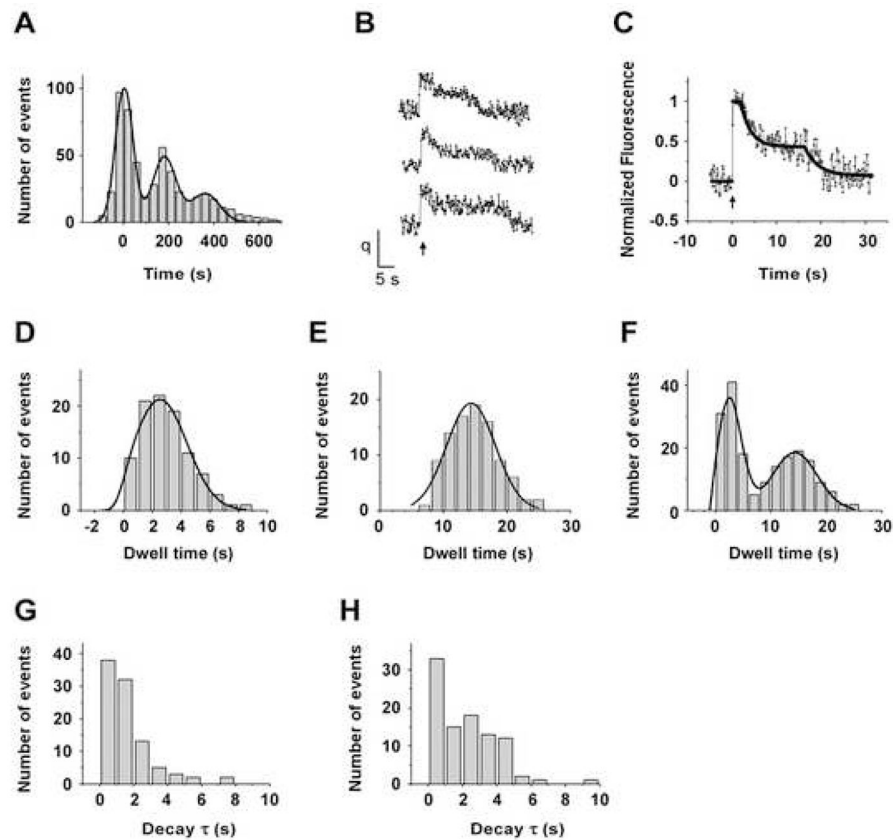 A
B
C
Number of events
100
50
0
0 200 400 600
Time (s)
q
5 s
Normalized Fluorescence
1
0.5
0
-0.5
-10 0 10 20 30
Time (s)
D
E
F
Number of events
20
10
0
-2 0 2 4 6 8 10
Dwell time (s)
Number of events
20
10
0
0 10 20 30
Dwell time (s)
Number of events
40
20
0
0 10 20 30
Dwell time (s)
G
H
Number of events
40
30
20
10
0
0 2 4 6 8 10
Decay τ (s)
Number of events
30
20
10
0
0 2 4 6 8 10
Decay τ (s)